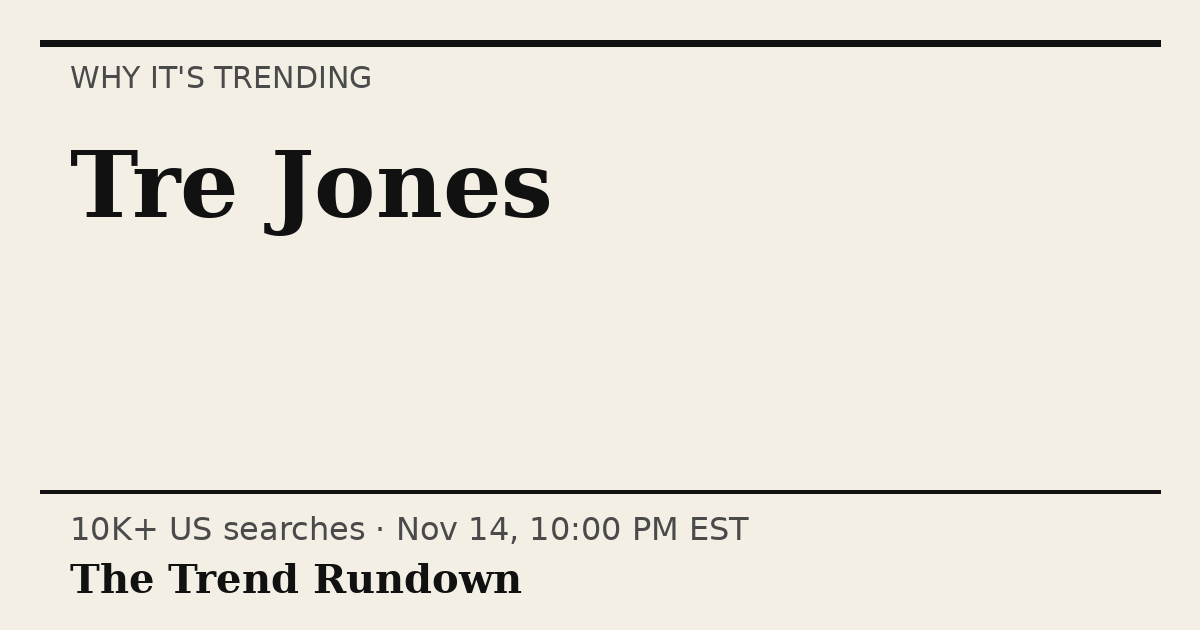 WHY IT'S TRENDING
Tre Jones
10K+ US searches · Nov 14, 10:00 PM EST
The Trend Rundown